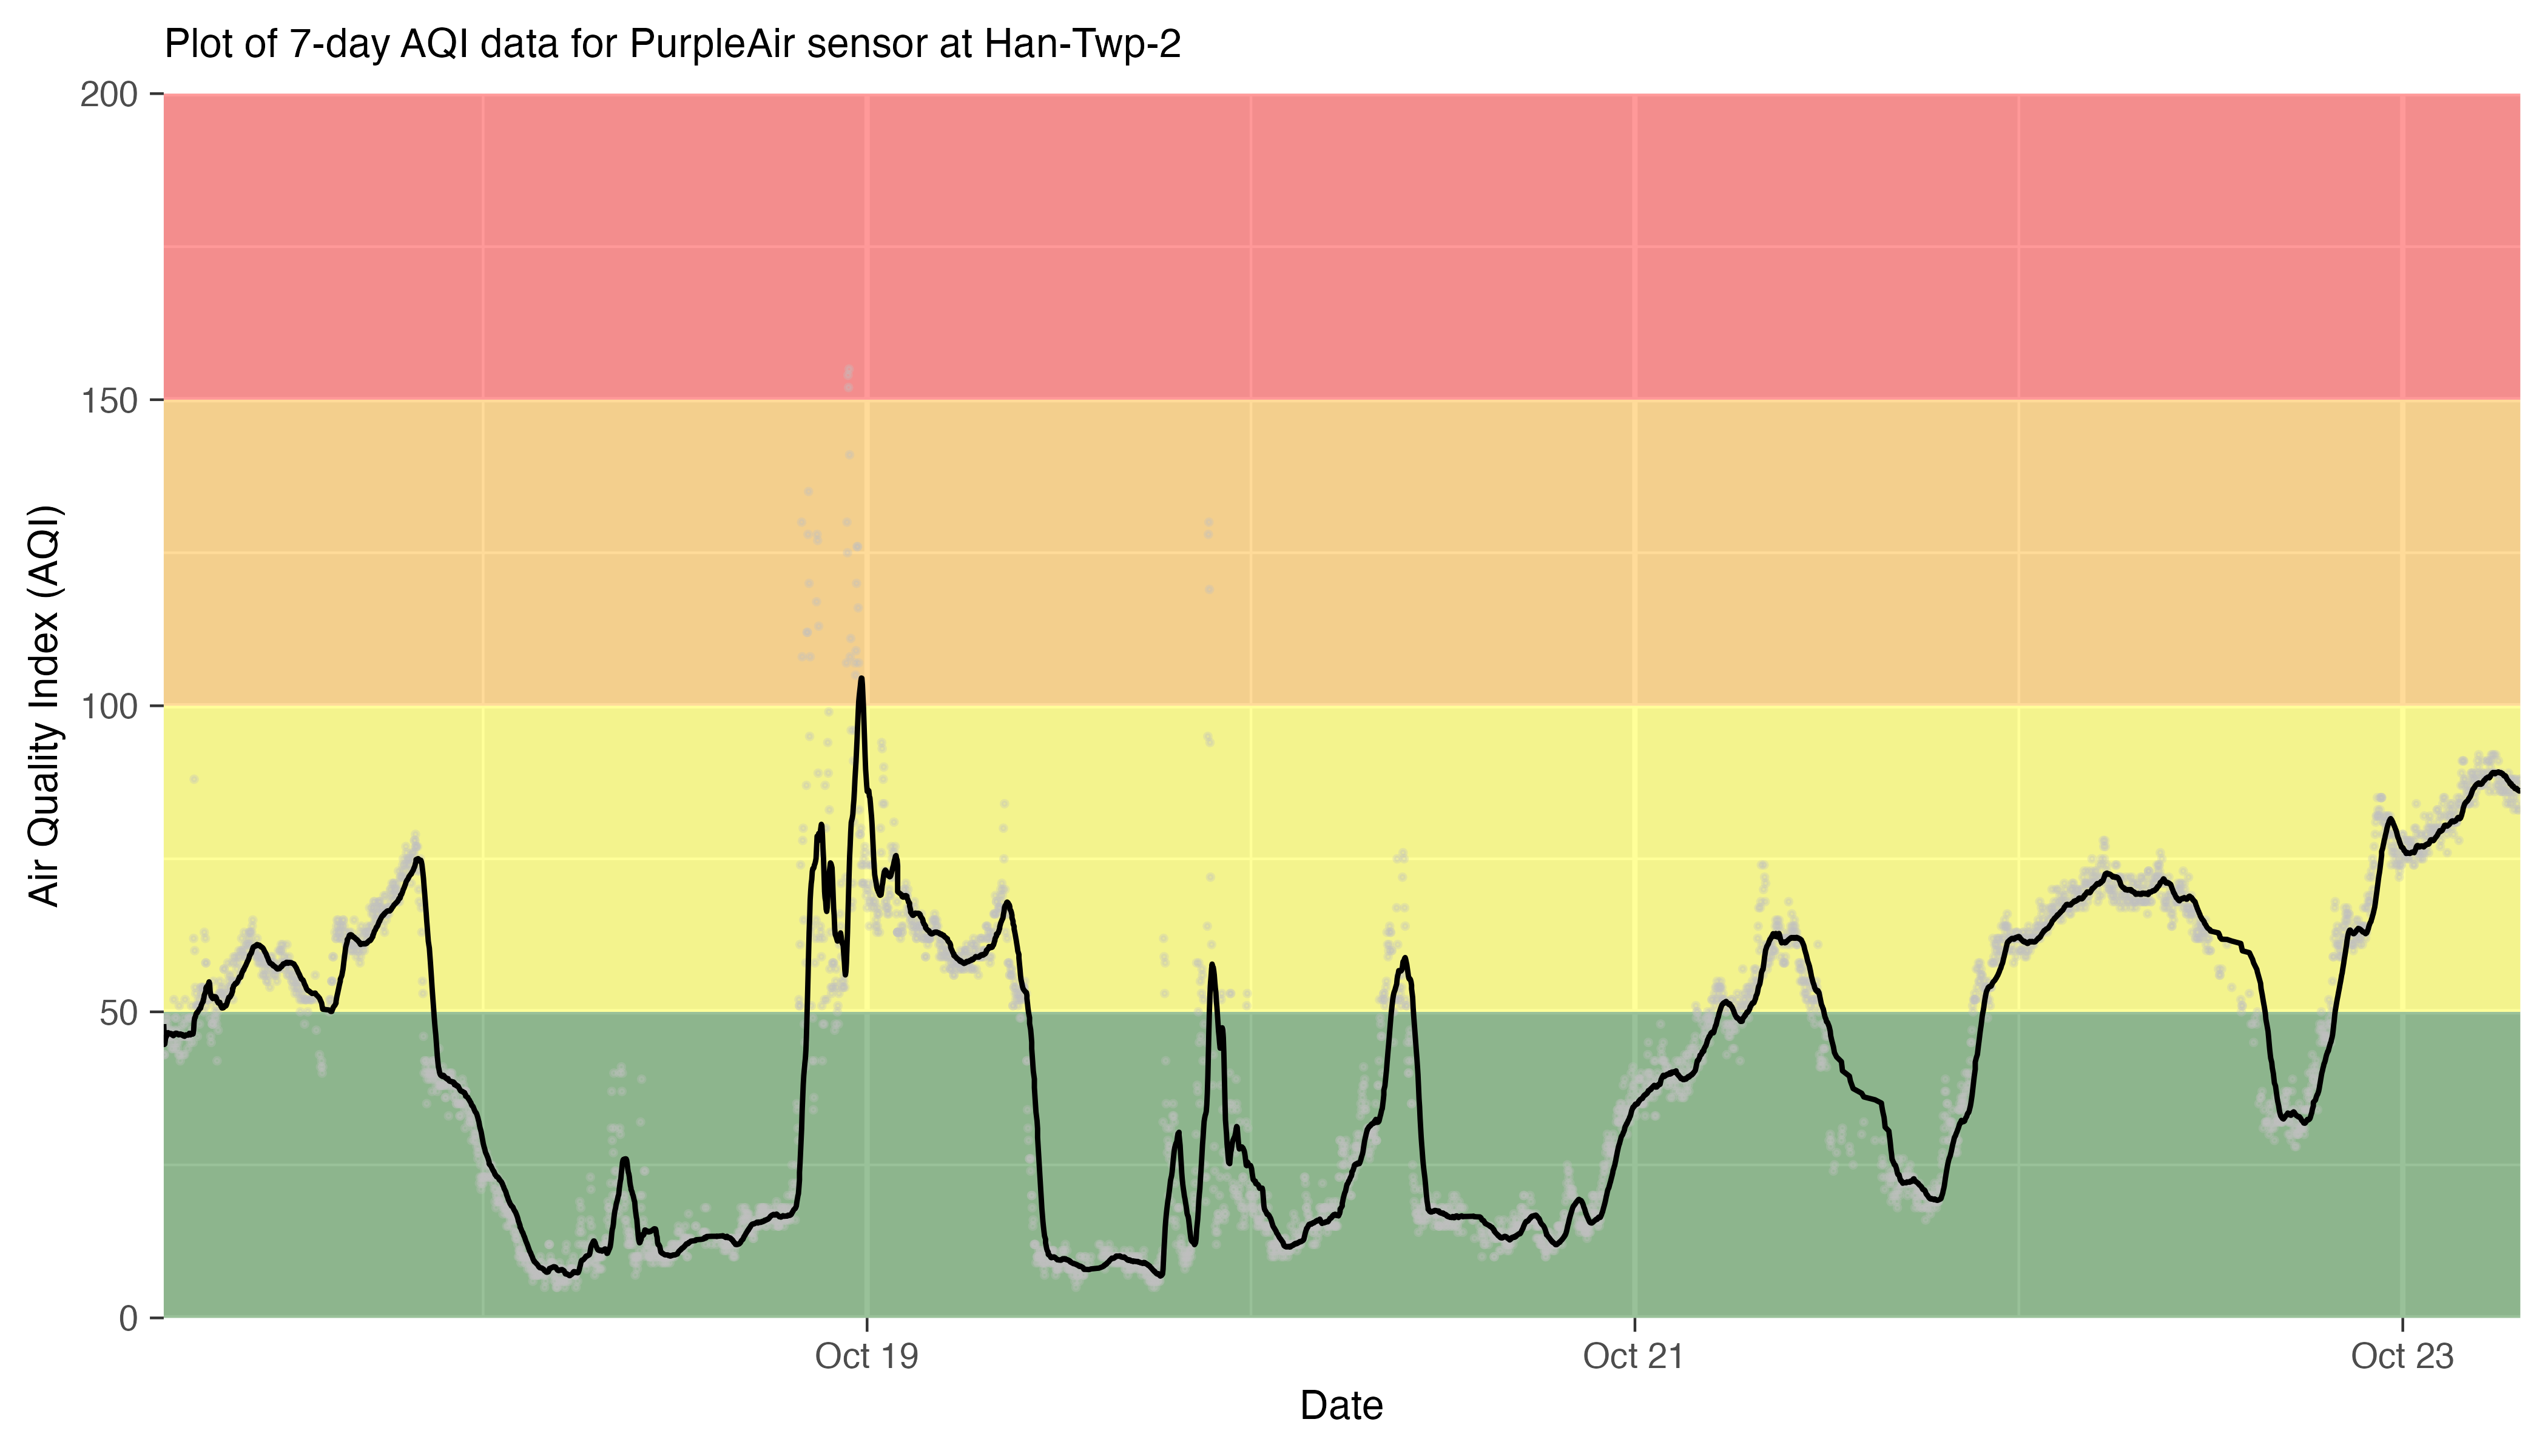 Plot of 7-day AQI data for PurpleAir sensor at Han-Twp-2
200
150
100
50
0
Air Quality Index (AQI)
Oct 19 Oct 21 Oct 23
Date